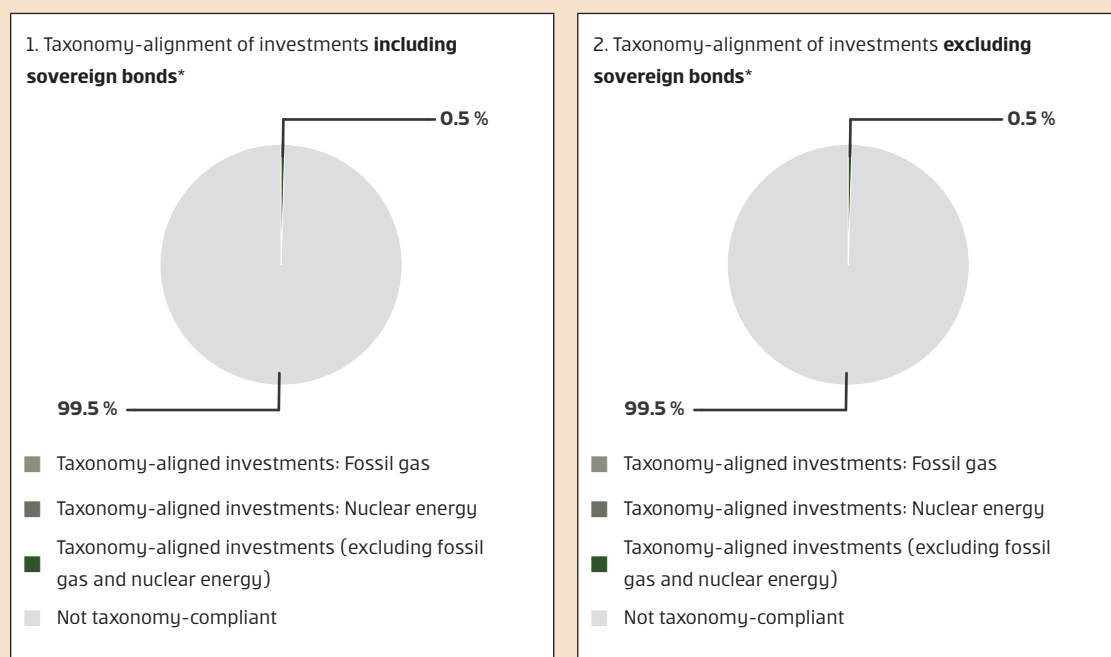 1. Taxonomy-alignment of investments including
sovereign bonds*
0.5 %
99.5 %
Taxonomy-aligned investments: Fossil gas
Taxonomy-aligned investments: Nuclear energy
Taxonomy-aligned investments (excluding fossil
gas and nuclear energy)
Not taxonomy-compliant
2. Taxonomy-alignment of investments excluding
sovereign bonds*
0.5 %
99.5 %
Taxonomy-aligned investments: Fossil gas
Taxonomy-aligned investments: Nuclear energy
Taxonomy-aligned investments (excluding fossil
gas and nuclear energy)
Not taxonomy-compliant